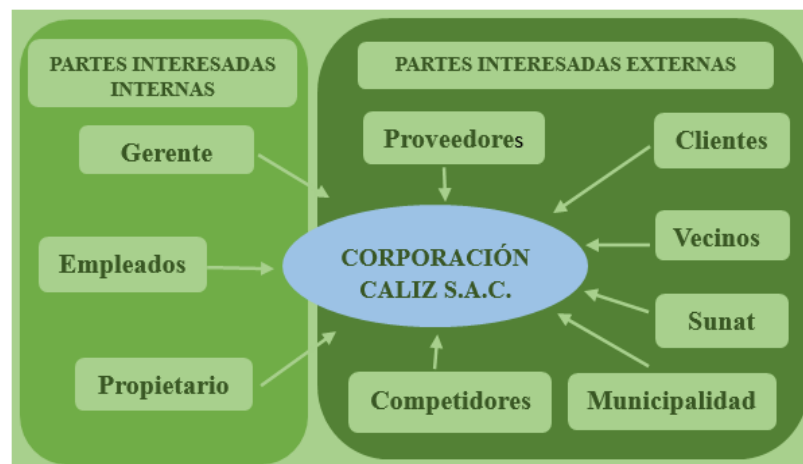 PARTES INTERESADAS
INTERNAS
Gerente
Empleados
Propietario
PARTES INTERESADAS EXTERNAS
Proveedores
Clientes
Vecinos
Sunat
Municipalidad
Competidores
CORPORACIÓN
CALIZ S.A.C.